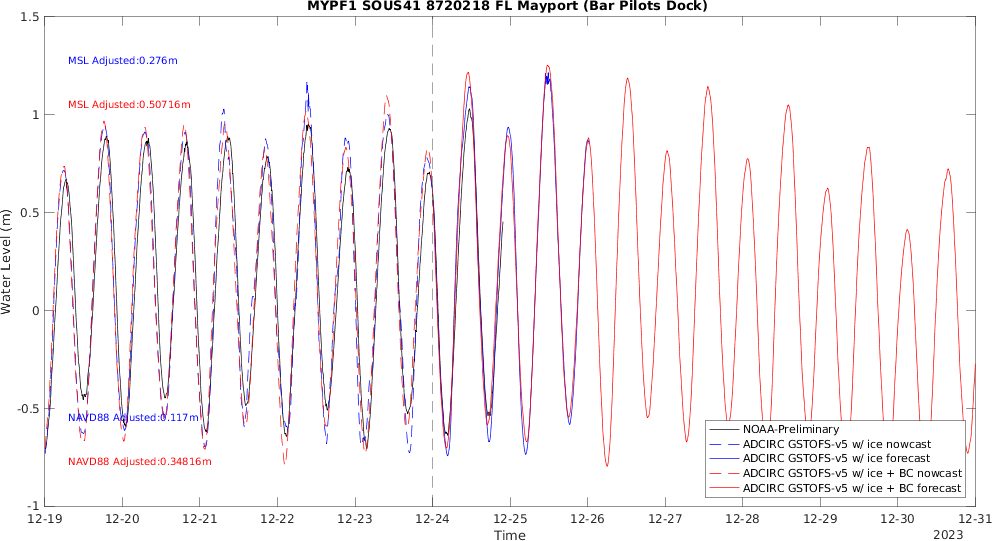 MYPF1 SOUS41 8720218 FL Mayport (Bar Pilots Dock)
1.5
1
0.5
0
-0.5
-1
Water Level (m)
MSL Adjusted:0.276m
MSL Adjusted:0.50716m
NAVD88 Adjusted:0.117m
NAVD88 Adjusted:0.34816m
NOAA-Preliminary
ADCIRC GSTOFS-v5 w/ ice nowcast
ADCIRC GSTOFS-v5 w/ ice forecast
ADCIRC GSTOFS-v5 w/ ice + BC nowcast
ADCIRC GSTOFS-v5 w/ ice + BC forecast
12-19 12-20 12-21 12-22 12-23 12-24 12-25 12-26 12-27 12-28 12-29 12-30 12-31
Time
2023